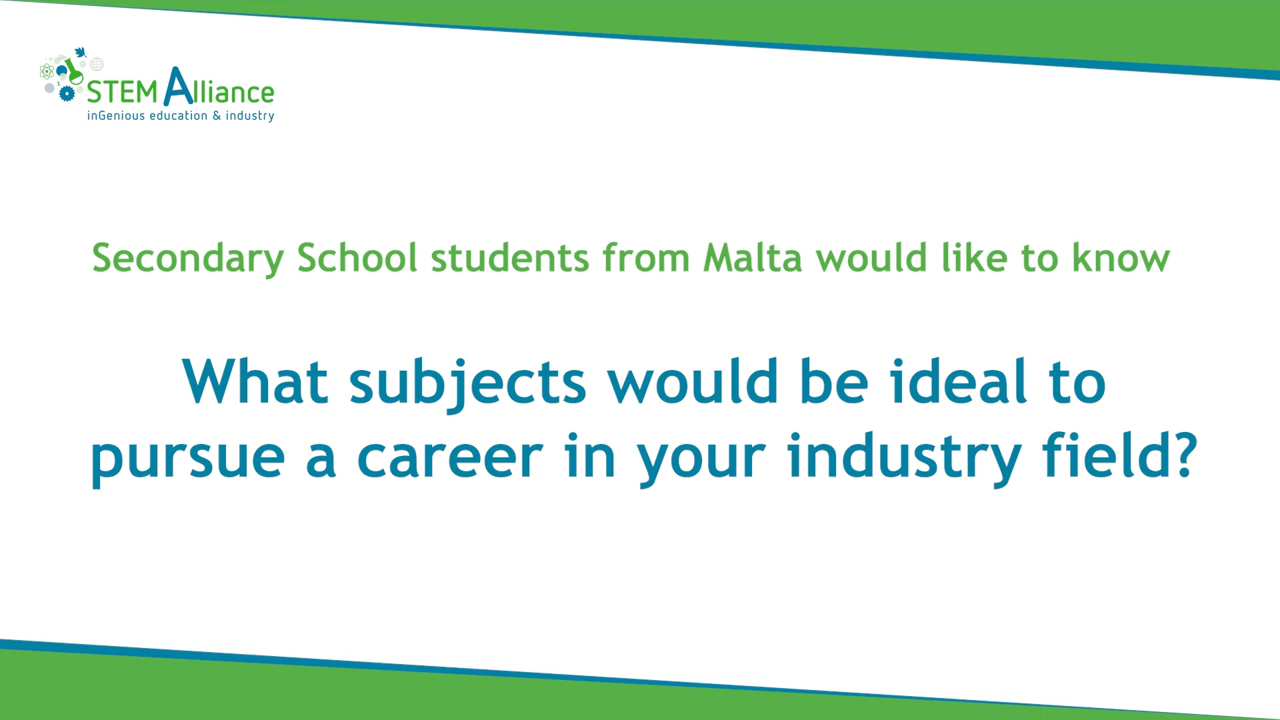 STEM Alliance
inGenious education & industry
Secondary School students from Malta would like to know
What subjects would be ideal to
pursue a career in your industry field?